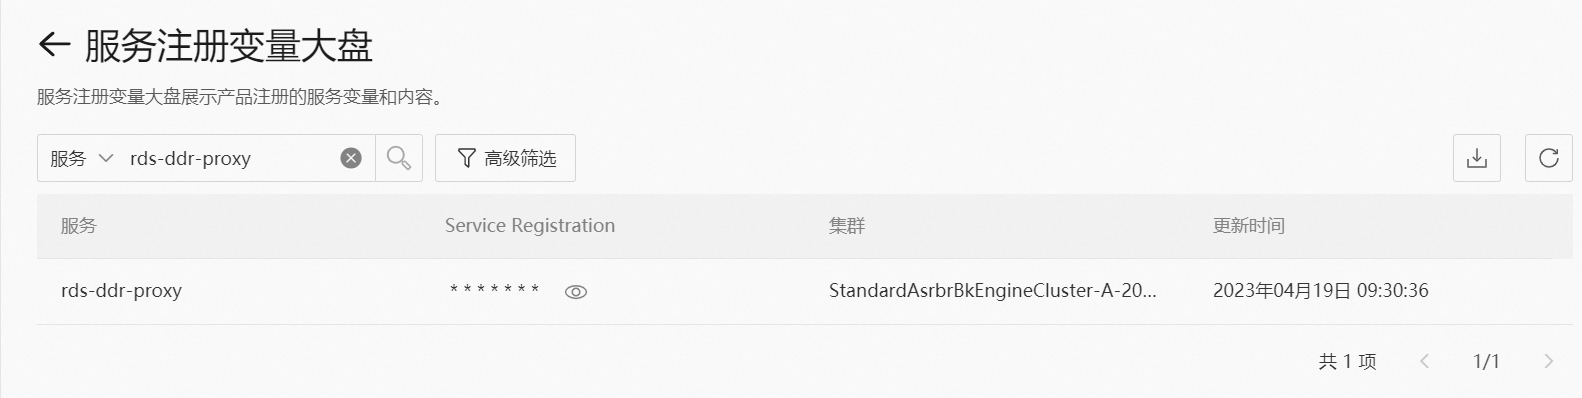 服务注册变量大盘
服务注册变量大盘展示产品注册的服务变量和内容。
服务 rds-ddr-proxy 高级筛选
服务 Service Registration 集群 更新时间
rds-ddr-proxy ******* StandardAsrbrBkEngineCluster-A-20... 2023年04月19日 09:30:36
共 1 项 1/1